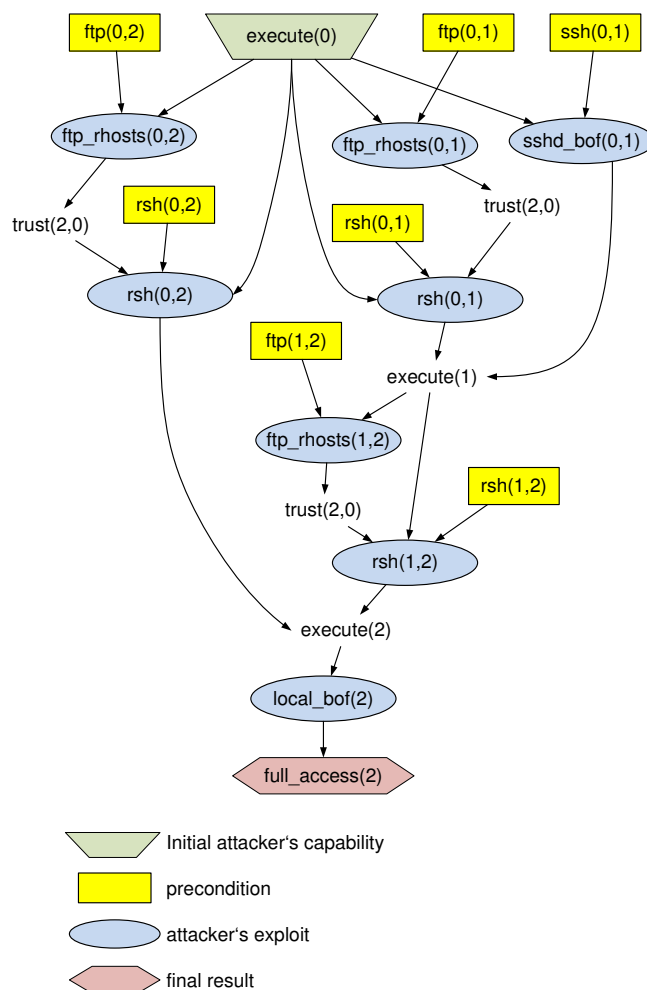 ftp(0,2)
execute(0)
ftp(0,1)
ssh(0,1)
ftp_rhosts(0,2)
ftp_rhosts(0,1)
sshd_bof(0,1)
rsh(0,2)
trust(2,0)
rsh(0,1)
trust(2,0)
rsh(0,2)
rsh(0,1)
ftp(1,2)
execute(1)
ftp_rhosts(1,2)
rsh(1,2)
trust(2,0)
rsh(1,2)
execute(2)
local_bof(2)
full_access(2)
Initial attacker‘s capability
precondition
attacker‘s exploit
final result